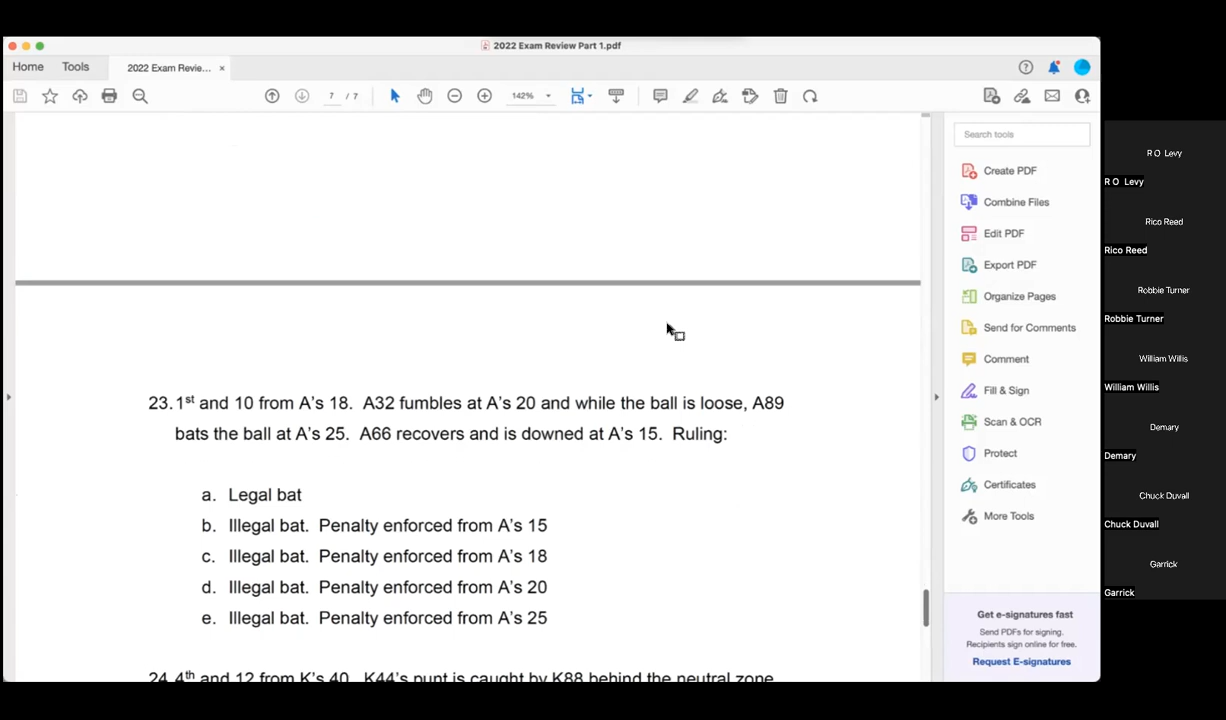 2022 Exam Review Part 1.pdf
Home Tools 2022 Exam Revie... ×
7 / 7 142%
Search tools
Create PDF
Combine Files
Edit PDF
Export PDF
Organize Pages
Send for Comments
Comment
Fill & Sign
Scan & OCR
Protect
Certificates
More Tools
Get e-signatures fast
Send PDFs for signing.
Recipients sign online for free.
Request E-signatures
23. 1st and 10 from A's 18. A32 fumbles at A's 20 and while the ball is loose, A89
bats the ball at A's 25. A66 recovers and is downed at A's 15. Ruling:
a. Legal bat
b. Illegal bat. Penalty enforced from A's 15
c. Illegal bat. Penalty enforced from A's 18
d. Illegal bat. Penalty enforced from A's 20
e. Illegal bat. Penalty enforced from A's 25
24. 4th and 12 from K's 40. K44's punt is caught by K88 behind the neutral zone
R O Levy
R O Levy
Rico Reed
Rico Reed
Robbie Turner
Robbie Turner
William Willis
William Willis
Demary
Demary
Chuck Duvall
Chuck Duvall
Garrick
Garrick